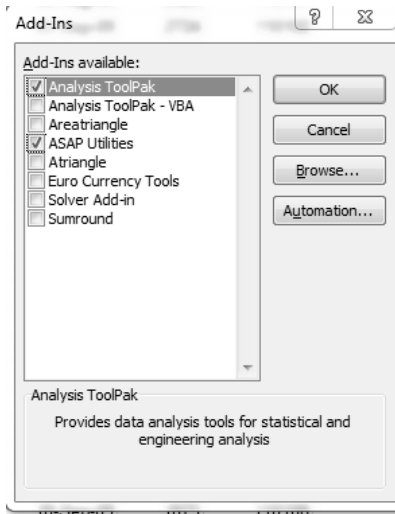 Add-Ins
Add-Ins available:
Analysis ToolPak
Analysis ToolPak - VBA
Areatriangle
ASAP Utilities
Atriangle
Euro Currency Tools
Solver Add-in
Sumround
OK
Cancel
Browse...
Automation...
Analysis ToolPak
Provides data analysis tools for statistical and
engineering analysis